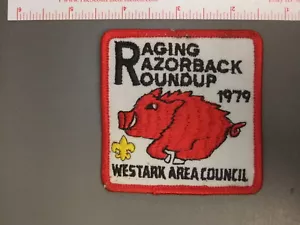 RAGING
RAZORBACK
ROUNDUP
1979
WESTARK AREA COUNCIL